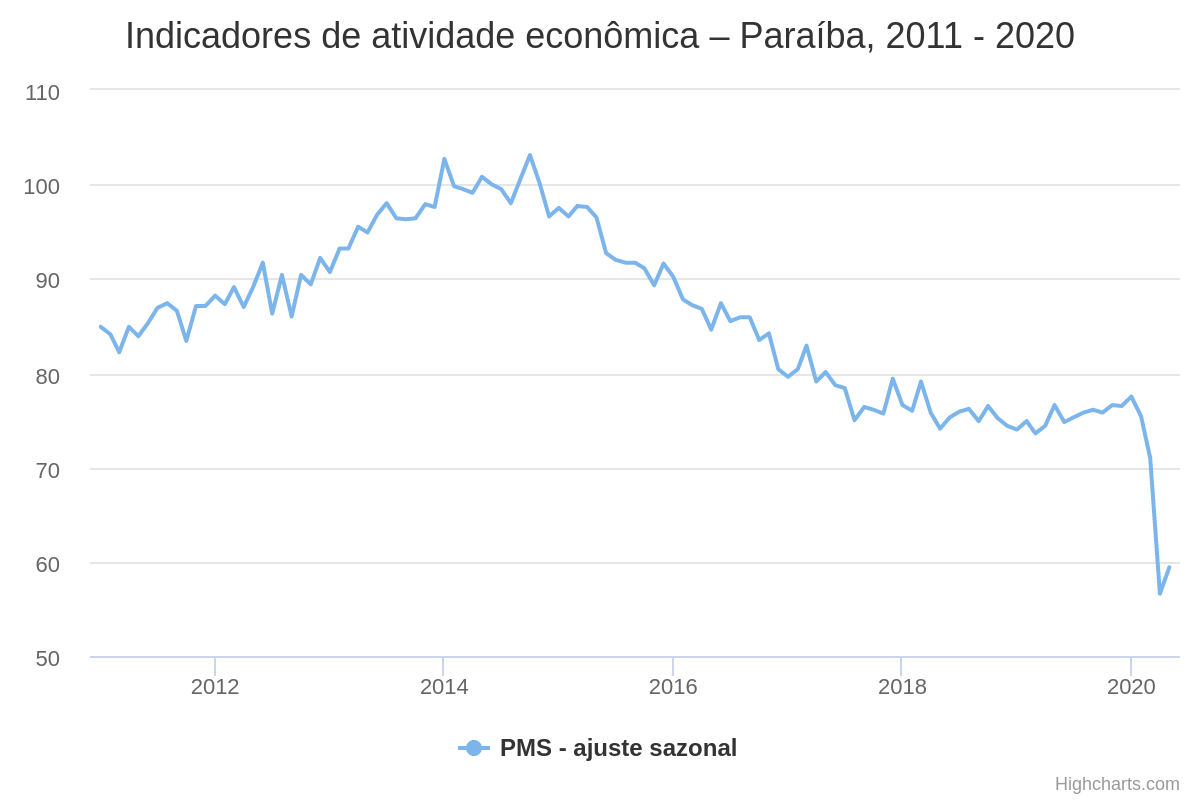 Indicadores de atividade econômica – Paraíba, 2011 - 2020
110
100
90
80
70
60
50
2012 2014 2016 2018 2020
PMS - ajuste sazonal
Highcharts.com